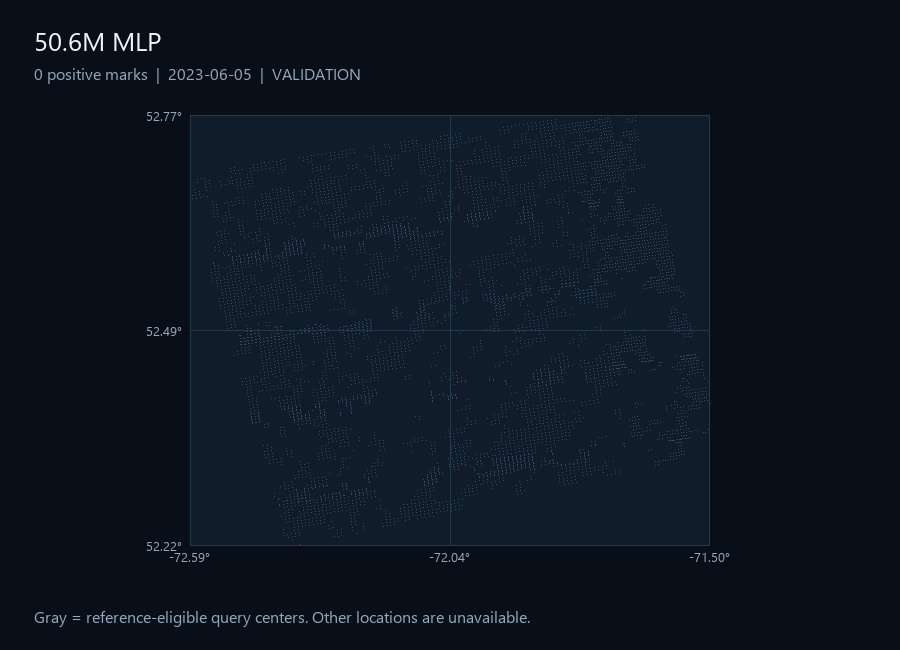 50.6M MLP
0 positive marks | 2023-06-05 | VALIDATION
52.77°
52.49°
52.22°
-72.59°
-72.04°
-71.50°
Gray = reference-eligible query centers. Other locations are unavailable.